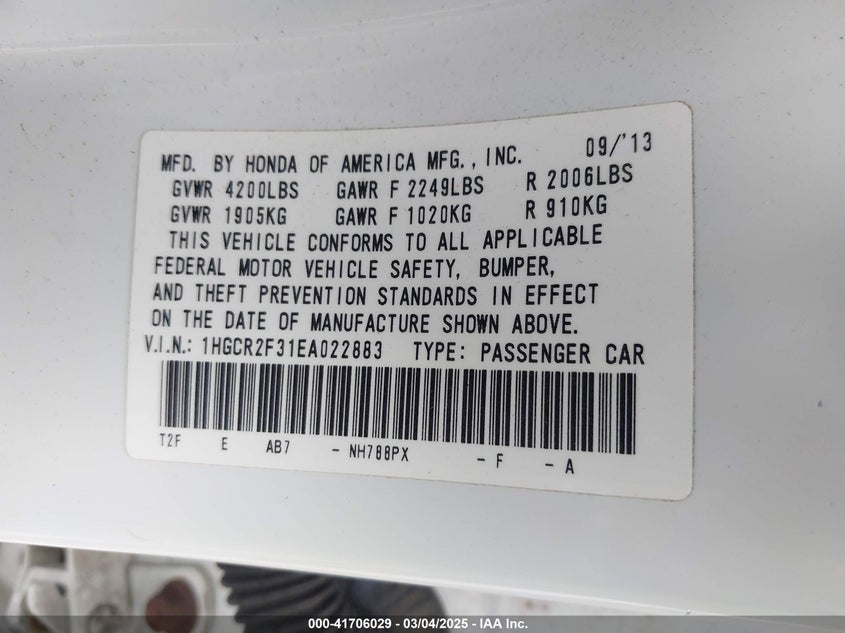 MFD. BY HONDA OF AMERICA MFG., INC. 09/'13
GVWR 4200LBS GAWR F 2249LBS R 2006LBS
GVWR 1905KG GAWR F 1020KG R 910KG
THIS VEHICLE CONFORMS TO ALL APPLICABLE
FEDERAL MOTOR VEHICLE SAFETY, BUMPER,
AND THEFT PREVENTION STANDARDS IN EFFECT
ON THE DATE OF MANUFACTURE SHOWN ABOVE.
V.I.N.: 1HGCR2F31EA022883 TYPE: PASSENGER CAR
T2F E AB7 - NH788PX - F - A
000-41706029 - 03/04/2025 - IAA Inc.